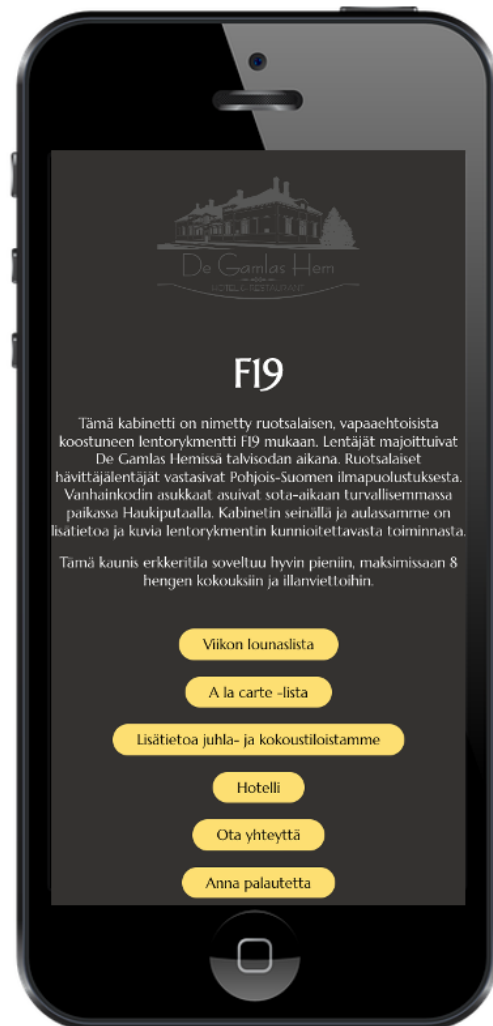 De Gamlas Hem
HOTEL & RESTAURANT
F19
Tämä kabinetti on nimetty ruotsalaisen, vapaaehtoisista
koostuneen lentorykmentti F19 mukaan. Lentäjät majoittuivat
De Gamlas Hemissä talvisodan aikana. Ruotsalaiset
hävittäjälentäjät vastasivat Pohjois-Suomen ilmapuolustuksesta.
Vanhainkodin asukkaat asuivat sota-aikaan turvallisemmassa
paikassa Haukiputaalla. Kabinetin seinällä ja aulassamme on
lisätietoa ja kuvia lentorykmentin kunnioitettavasta toiminnasta.
Tämä kaunis erkkeritila soveltuu hyvin pieniin, maksimissaan 8
hengen kokouksiin ja illanviettoihin.
Viikon lounaslista
A la carte -lista
Lisätietoa juhla- ja kokoustiloistamme
Hotelli
Ota yhteyttä
Anna palautetta